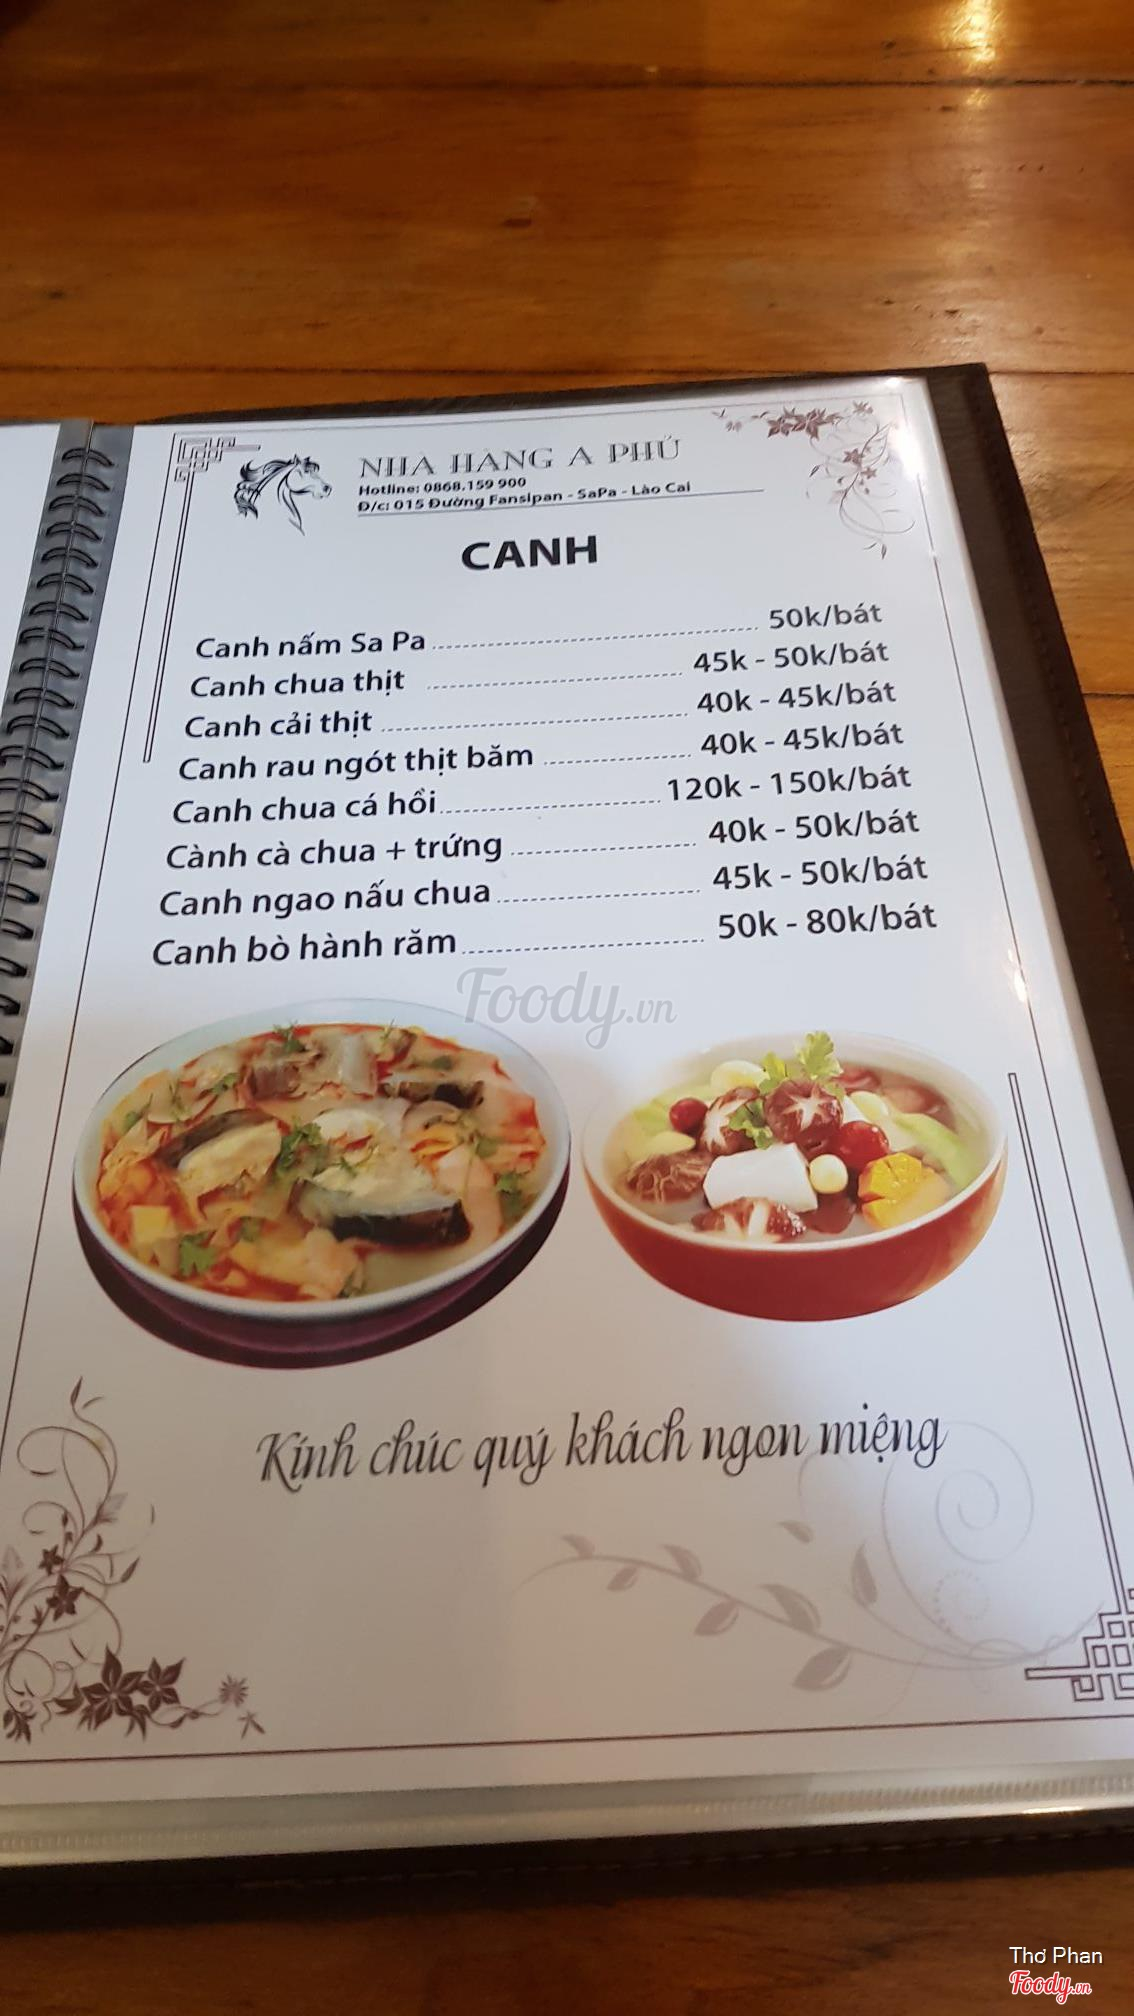 NHA HANG A PHỦ
Hotline: 0868.159 900
Đ/c: 015 Đường Fansipan - SaPa - Lào Cai
CANH
Canh nấm Sa Pa 50k/bát
Canh chua thịt 45k - 50k/bát
Canh cải thịt 40k - 45k/bát
Canh rau ngót thịt băm 40k - 45k/bát
Canh chua cá hồi 120k - 150k/bát
Cành cà chua + trứng 40k - 50k/bát
Canh ngao nấu chua 45k - 50k/bát
Canh bò hành răm 50k - 80k/bát
Foody.vn
Kính chúc quý khách ngon miệng
Thơ Phan
Foody.vn